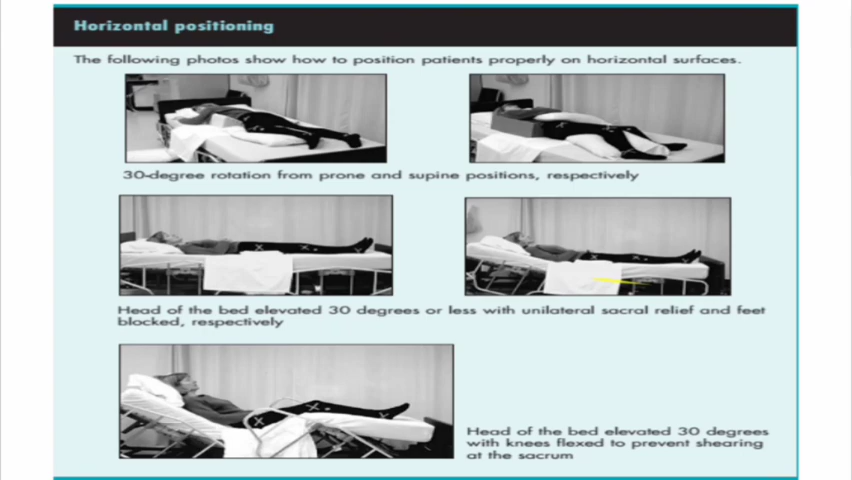 Horizontal positioning
The following photos show how to position patients properly on horizontal surfaces.
30-degree rotation from prone and supine positions, respectively
Head of the bed elevated 30 degrees or less with unilateral sacral relief and feet
blocked, respectively
Head of the bed elevated 30 degrees
with knees flexed to prevent shearing
at the sacrum